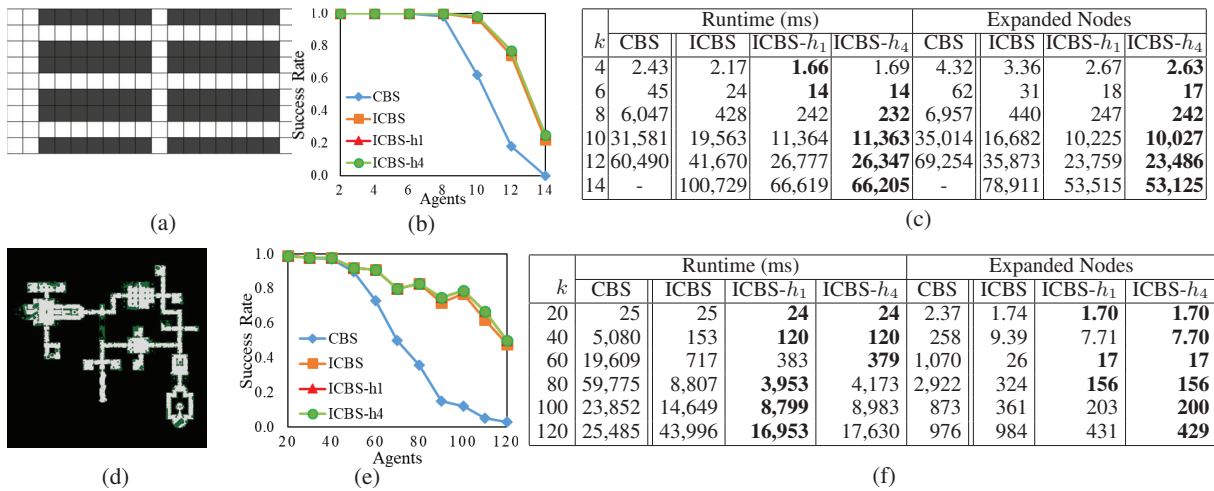 (a)
Success Rate
1.0
0.8
0.6
0.4
0.2
0.0
CBS
ICBS
ICBS-h1
ICBS-h4
2 4 6 8 10 12 14
Agents
(b)
Runtime (ms) Expanded Nodes
k CBS ICBS ICBS-h₁ ICBS-h₄ CBS ICBS ICBS-h₁ ICBS-h₄
4 2.43 2.17 1.66 1.69 4.32 3.36 2.67 2.63
6 45 24 14 14 62 31 18 17
8 6,047 428 242 232 6,957 440 247 242
10 31,581 19,563 11,364 11,363 35,014 16,682 10,225 10,027
12 60,490 41,670 26,777 26,347 69,254 35,873 23,759 23,486
14 - 100,729 66,619 66,205 - 78,911 53,515 53,125
(c)
(d)
Success Rate
1.0
0.8
0.6
0.4
0.2
0.0
CBS
ICBS
ICBS-h1
ICBS-h4
20 40 60 80 100 120
Agents
(e)
Runtime (ms) Expanded Nodes
k CBS ICBS ICBS-h₁ ICBS-h₄ CBS ICBS ICBS-h₁ ICBS-h₄
20 25 25 24 24 2.37 1.74 1.70 1.70
40 5,080 153 120 120 258 9.39 7.71 7.70
60 19,609 717 383 379 1,070 26 17 17
80 59,775 8,807 3,953 4,173 2,922 324 156 156
100 23,852 14,649 8,799 8,983 873 361 203 200
120 25,485 43,996 16,953 17,630 976 984 431 429
(f)